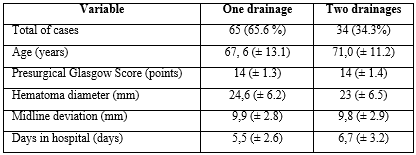 Variable One drainage Two drainages
Total of cases 65 (65.6 %) 34 (34.3%)
Age (years) 67, 6 (± 13.1) 71,0 (± 11.2)
Presurgical Glasgow Score (points) 14 (± 1.3) 14 (± 1.4)
Hematoma diameter (mm) 24,6 (± 6.2) 23 (± 6.5)
Midline deviation (mm) 9,9 (± 2.8) 9,8 (± 2.9)
Days in hospital (days) 5,5 (± 2.6) 6,7 (± 3.2)